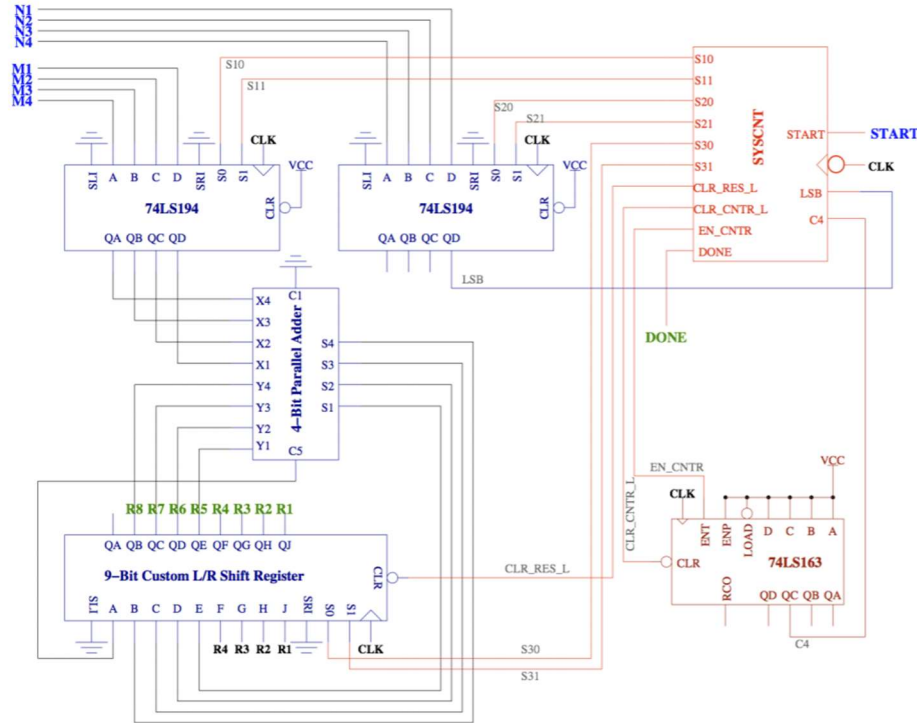 N1
N2
N3
N4
M1
M2
M3
M4
S10
S11
S20
S21
CLK
CLK
VCC
VCC
SLI A B C D SRI S0 S1
74LS194
CLR
QA QB QC QD
SLI A B C D SRI S0 S1
74LS194
CLR
QA QB QC QD
LSB
S10
S11
S20
S21
S30
S31
CLR_RES_L
CLR_CNTR_L
EN_CNTR
DONE
SYSCNT
START
LSB
C4
START
CLK
DONE
C1
X4
X3
X2
X1
Y4
Y3
Y2
Y1
4-Bit Parallel Adder
S4
S3
S2
S1
C5
R8 R7 R6 R5 R4 R3 R2 R1
QA QB QC QD QE QF QG QH QJ
9-Bit Custom L/R Shift Register
CLR
SLI A B C D E F G H J SRI S0 S1
R4 R3 R2 R1
CLK
CLR_RES_L
S30
S31
EN_CNTR
CLR_CNTR_L
VCC
CLK
ENT ENP LOAD D C B A
CLR
74LS163
RCO
QD QC QB QA
C4